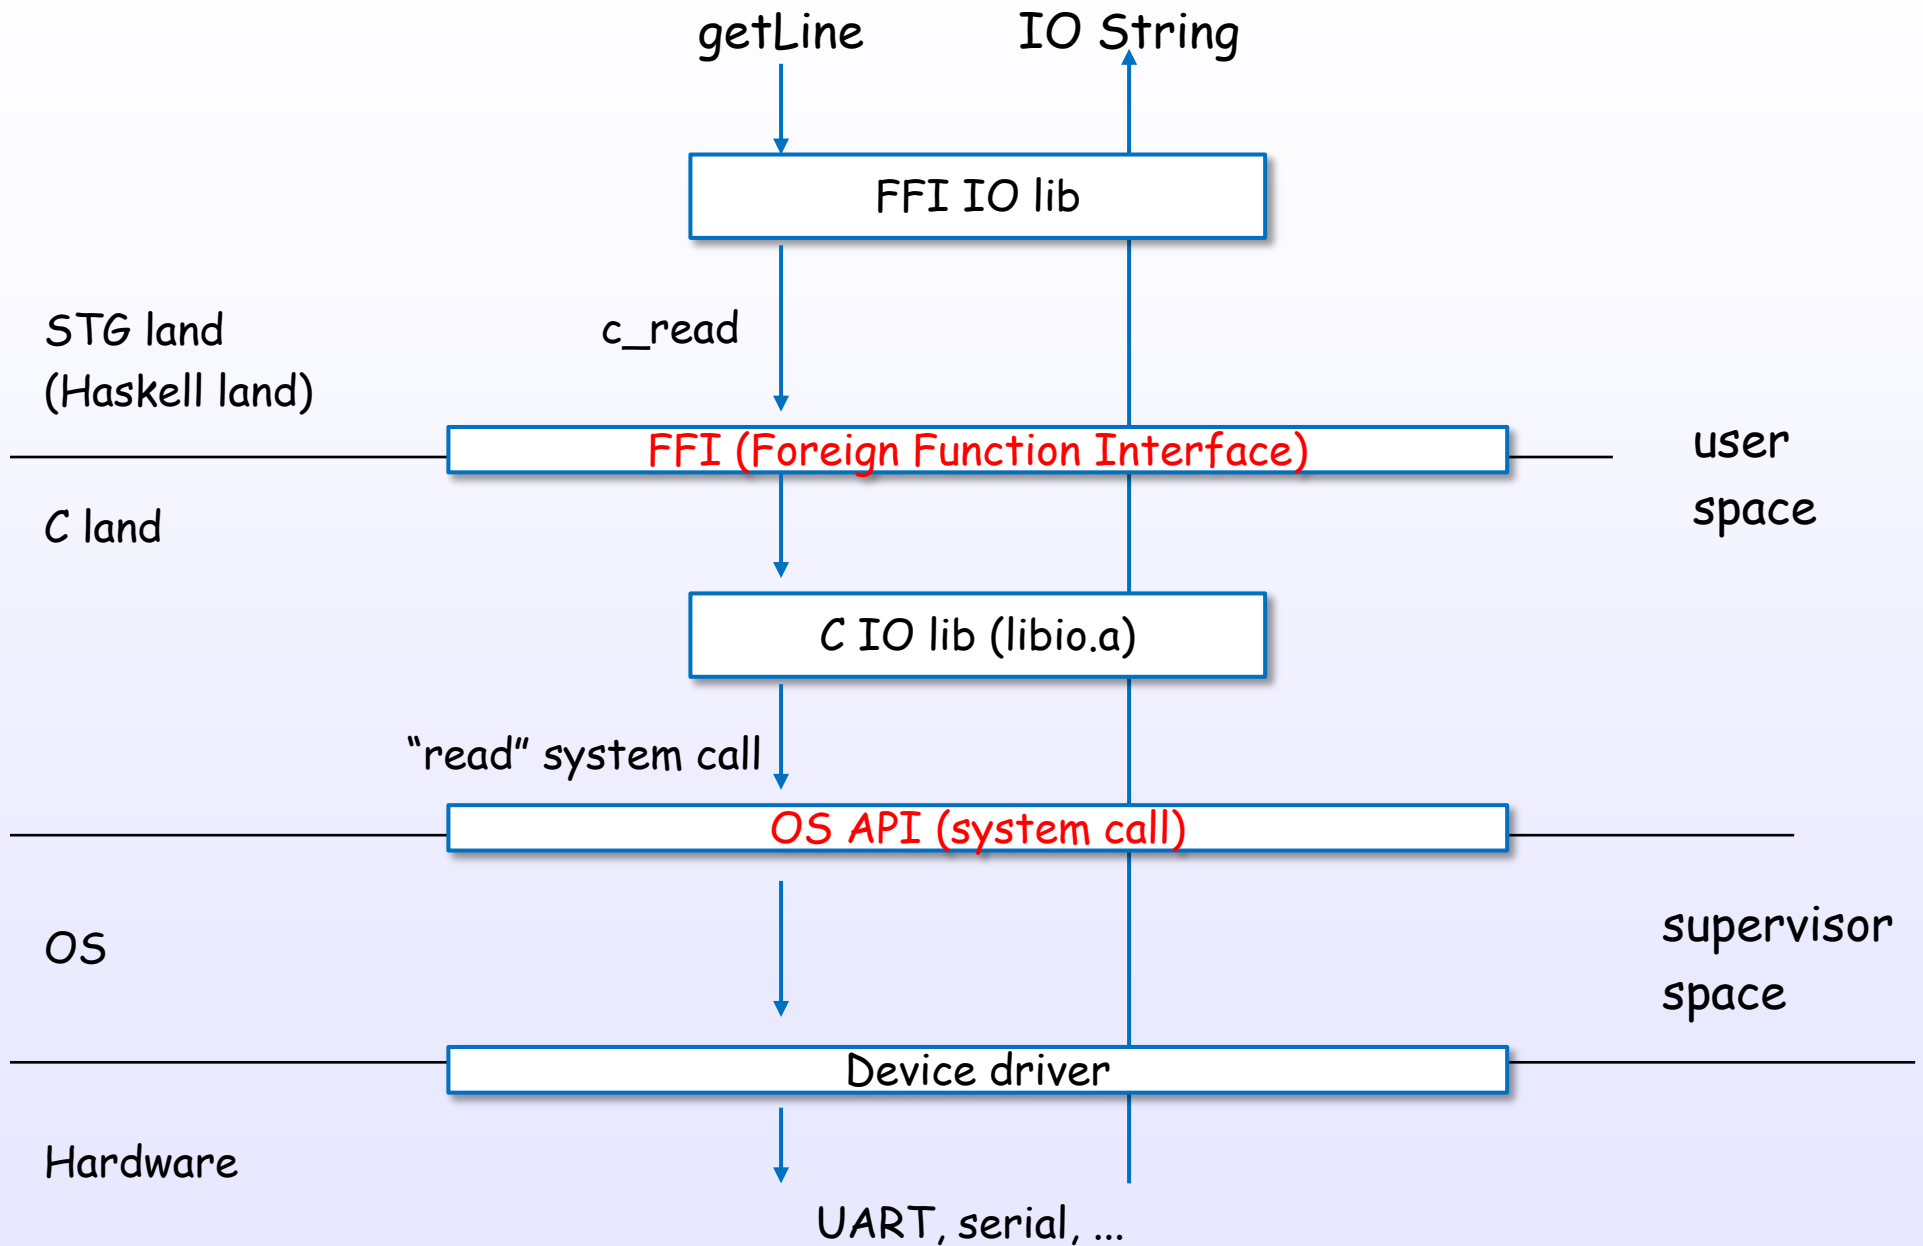 getLine
IO String
FFI IO lib
STG land
(Haskell land)
c_read
FFI (Foreign Function Interface)
user
space
C land
C IO lib (libio.a)
“read” system call
OS API (system call)
OS
supervisor
space
Device driver
Hardware
UART, serial, ...